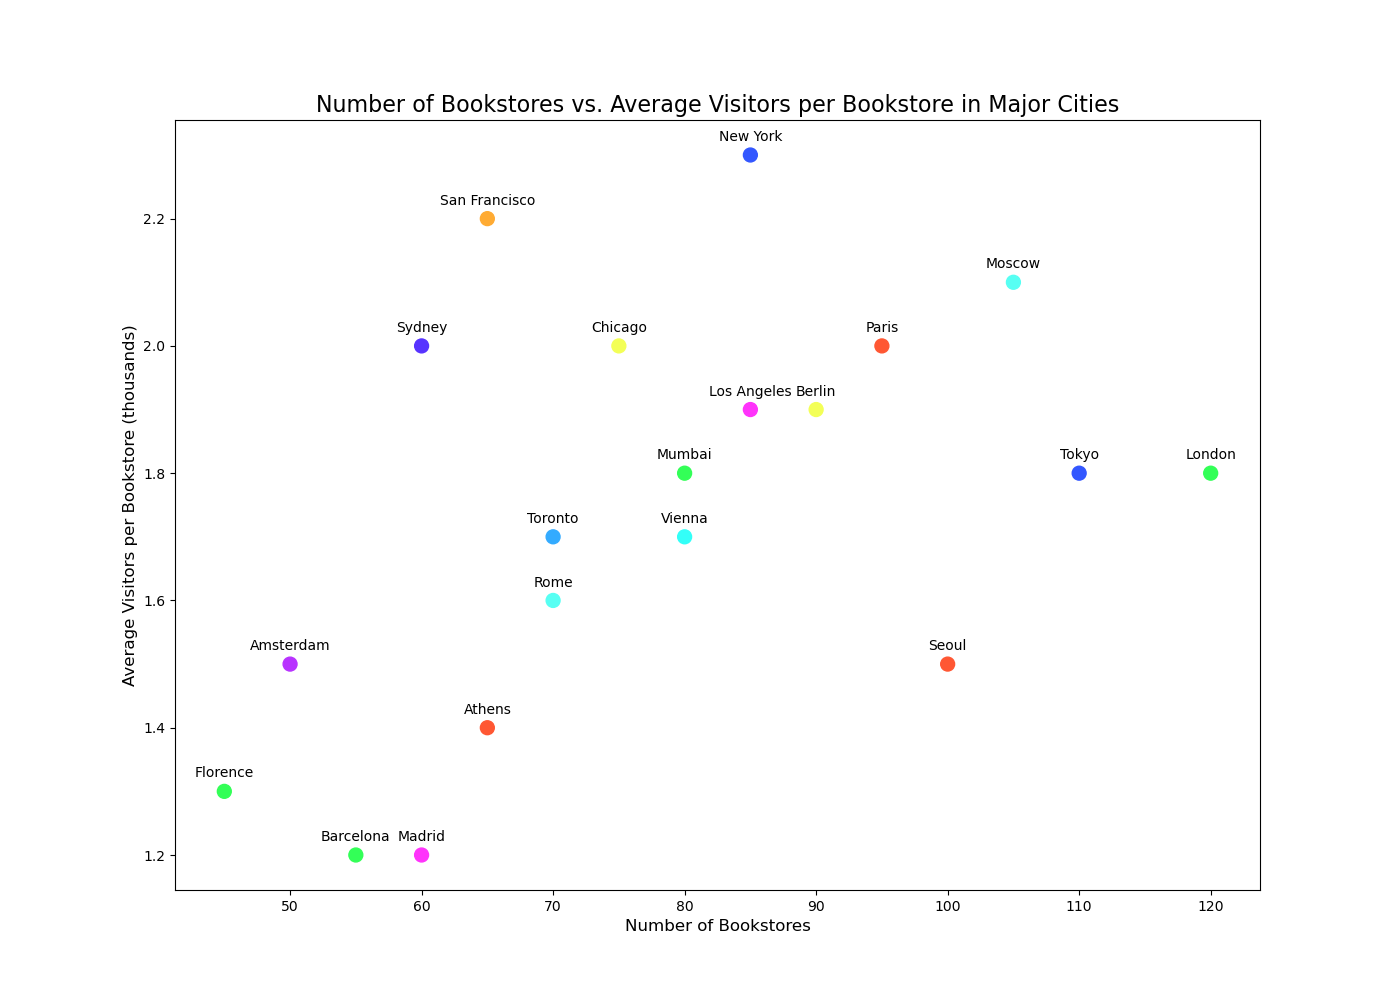 Number of Bookstores vs. Average Visitors per Bookstore in Major Cities
New York
San Francisco
Moscow
Sydney
Chicago
Paris
Los Angeles
Berlin
Mumbai
Tokyo
London
Toronto
Vienna
Rome
Amsterdam
Seoul
Athens
Florence
Barcelona
Madrid
Average Visitors per Bookstore (thousands)
2.2
2.0
1.8
1.6
1.4
1.2
50 60 70 80 90 100 110 120
Number of Bookstores